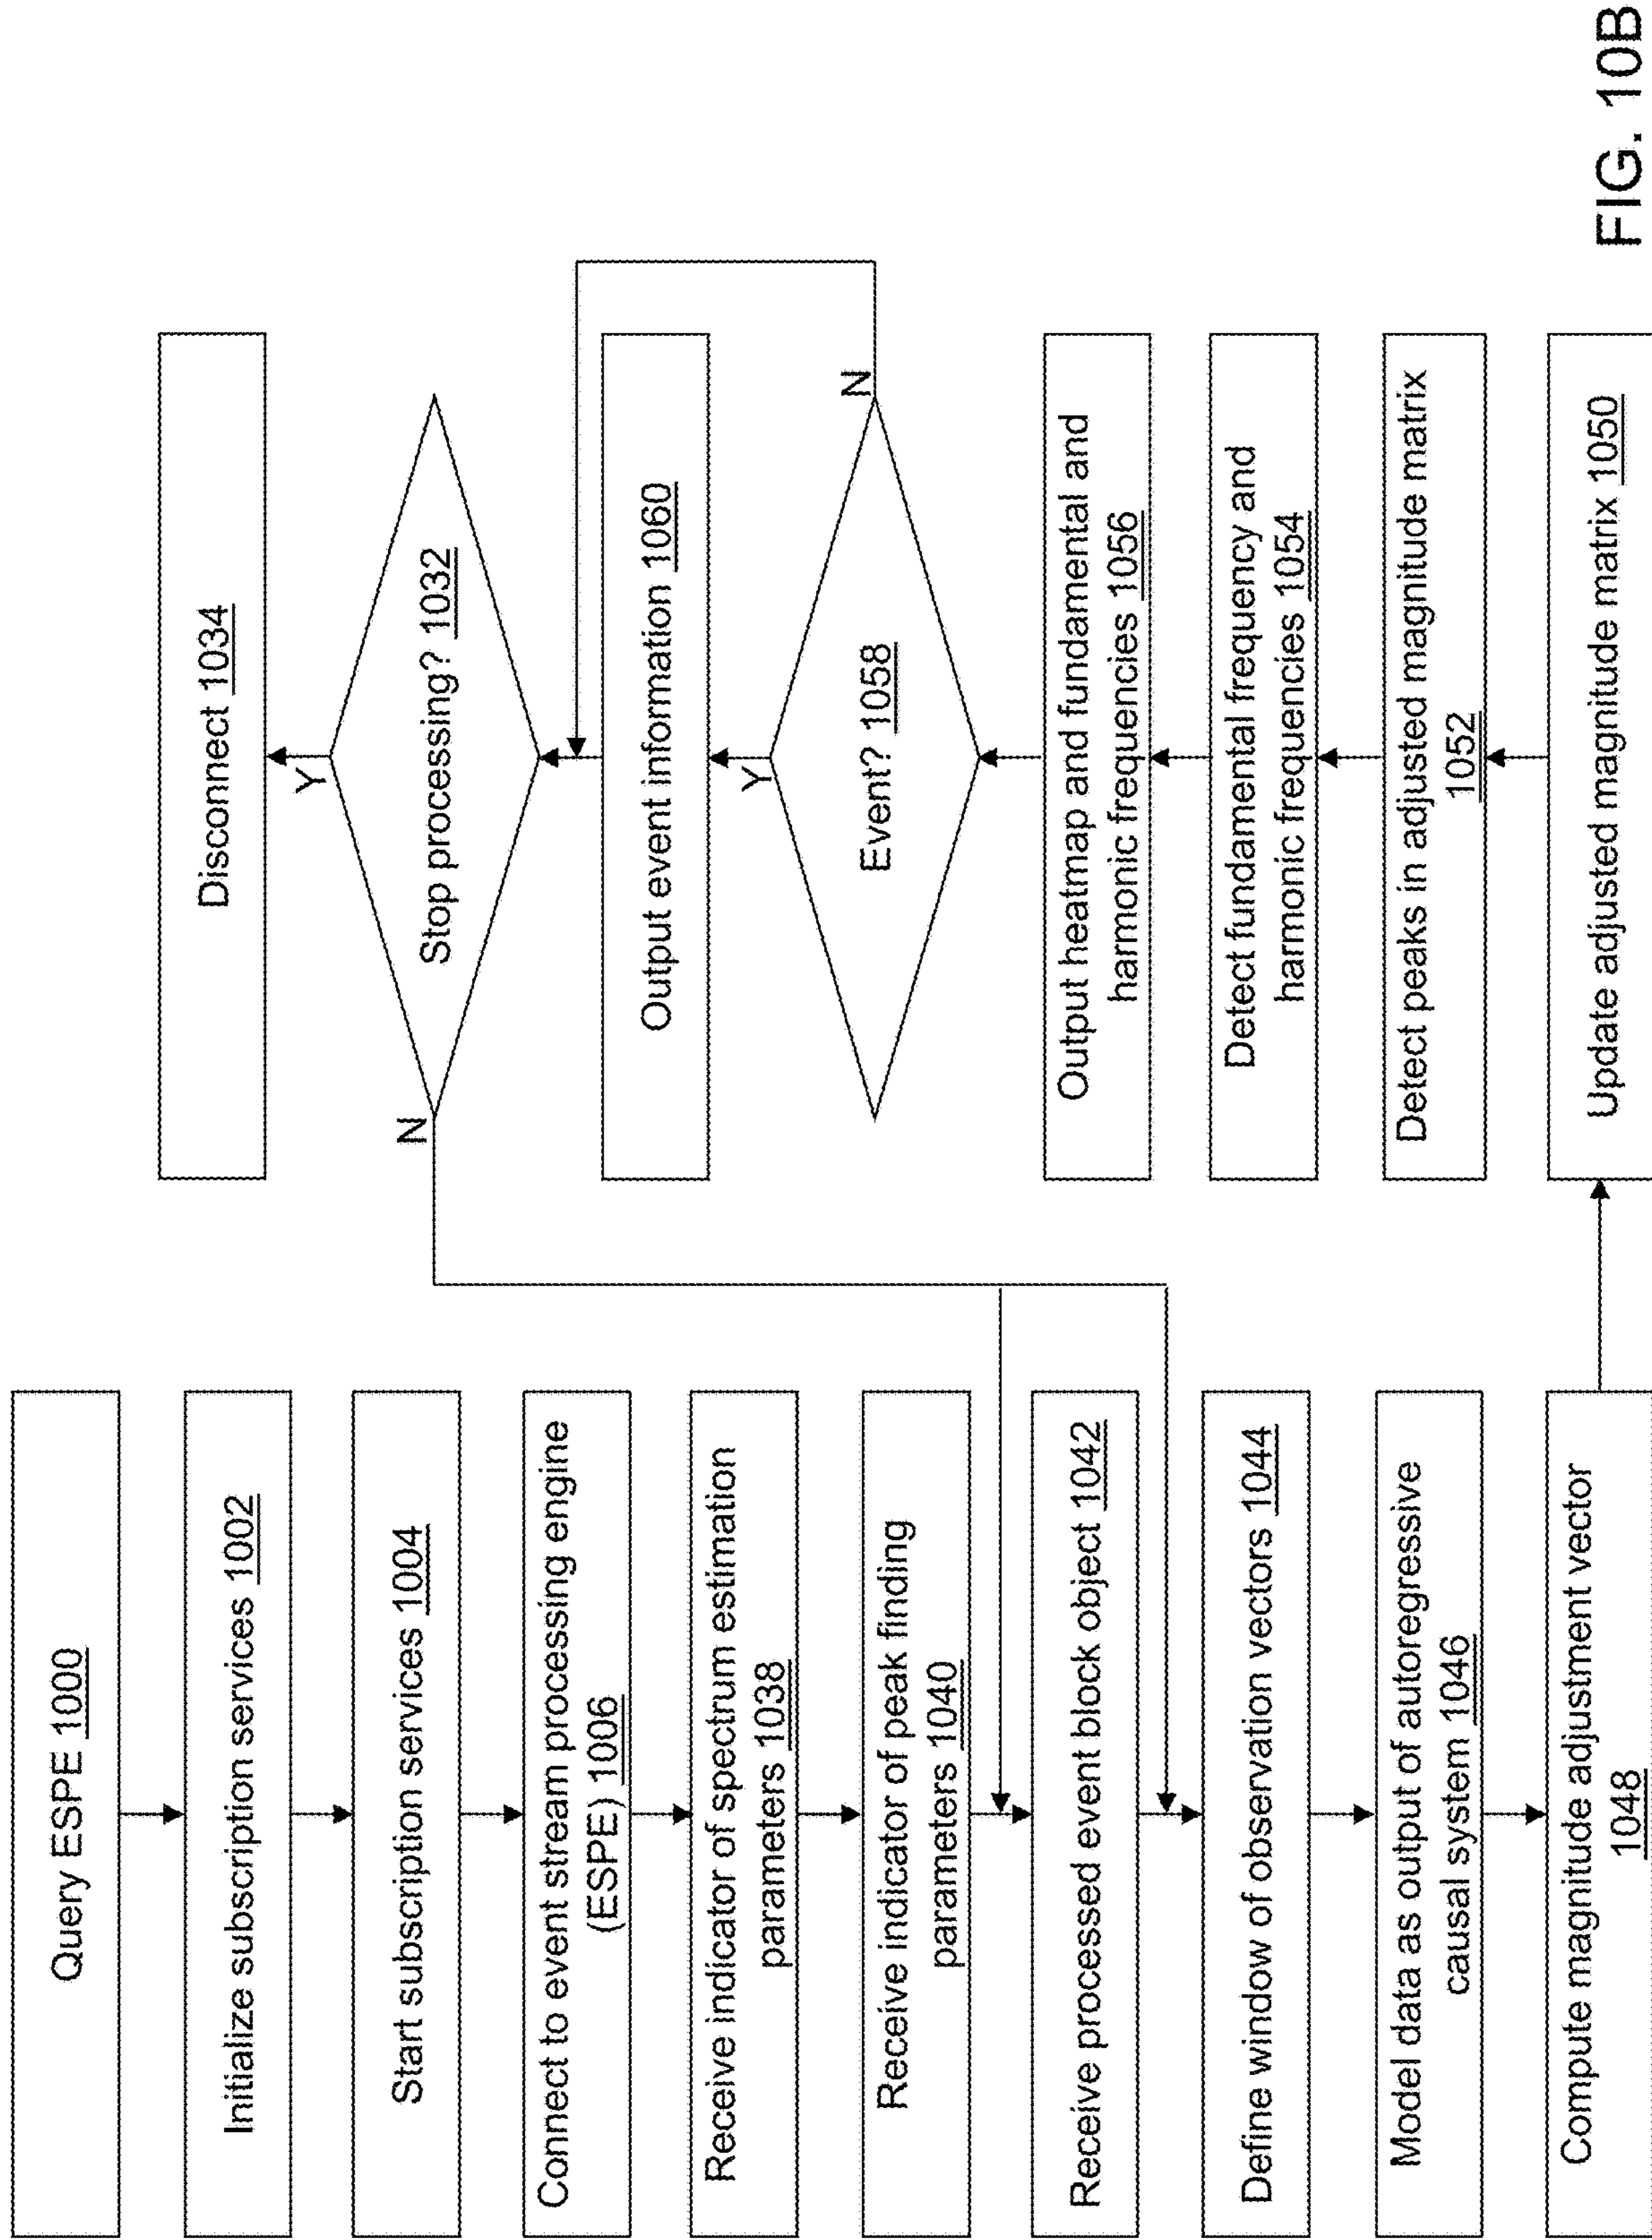 Query ESPE 1000
Initialize subscription services 1002
Start subscription services 1004
Connect to event stream processing engine
(ESPE) 1006
Receive indicator of spectrum estimation
parameters 1038
Receive indicator of peak finding
parameters 1040
Receive processed event block object 1042
Define window of observation vectors 1044
Model data as output of autoregressive
causal system 1046
Compute magnitude adjustment vector
1048
Update adjusted magnitude matrix 1050
Detect peaks in adjusted magnitude matrix
1052
Detect fundamental frequency and
harmonic frequencies 1054
Output heatmap and fundamental and
harmonic frequencies 1056
Event? 1058
N
Y
Output event information 1060
Stop processing? 1032
N
Y
Disconnect 1034
FIG. 10B